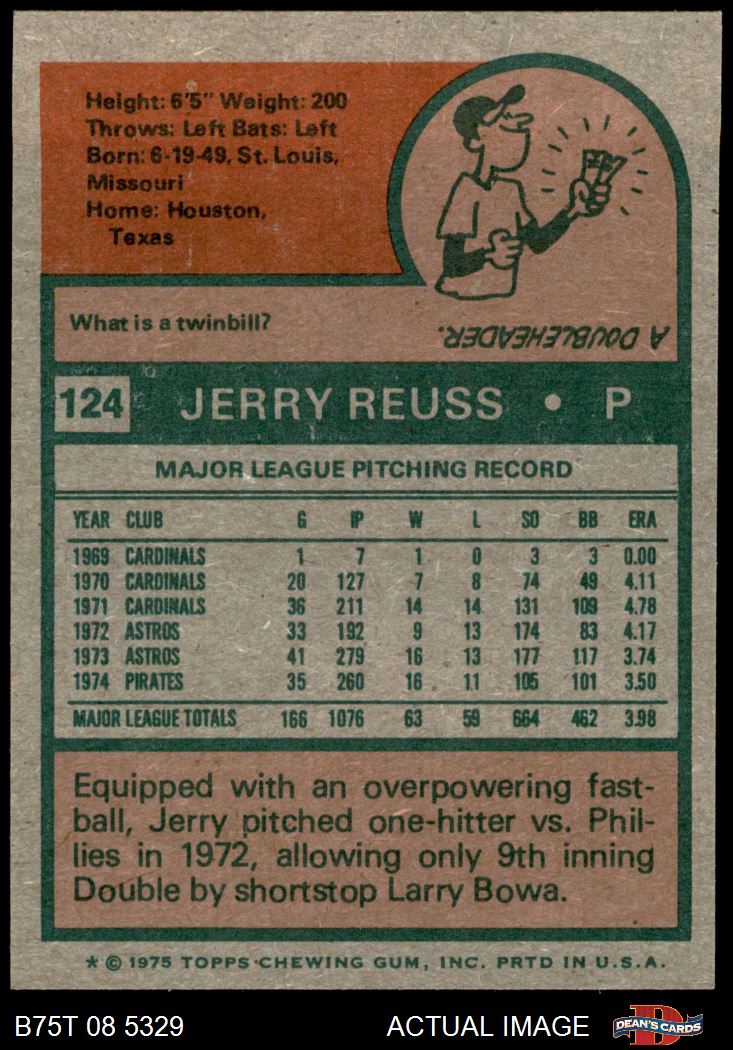 Height: 6'5" Weight: 200
Throws: Left Bats: Left
Born: 6-19-49, St. Louis,
Missouri
Home: Houston,
Texas
What is a twinbill?
A DOUBLEHEADER.
124 JERRY REUSS • P
MAJOR LEAGUE PITCHING RECORD
YEAR CLUB G IP W L SO BB ERA
1969 CARDINALS 1 7 1 0 3 3 0.00
1970 CARDINALS 20 127 7 8 74 49 4.11
1971 CARDINALS 36 211 14 14 131 109 4.78
1972 ASTROS 33 192 9 13 174 83 4.17
1973 ASTROS 41 279 16 13 177 117 3.74
1974 PIRATES 35 260 16 11 105 101 3.50
MAJOR LEAGUE TOTALS 166 1076 63 59 664 462 3.98
Equipped with an overpowering fast-
ball, Jerry pitched one-hitter vs. Phil-
lies in 1972, allowing only 9th inning
Double by shortstop Larry Bowa.
* © 1975 TOPPS CHEWING GUM, INC. PRTD IN U.S.A.
B75T 08 5329 ACTUAL IMAGE D DEAN'S CARDS